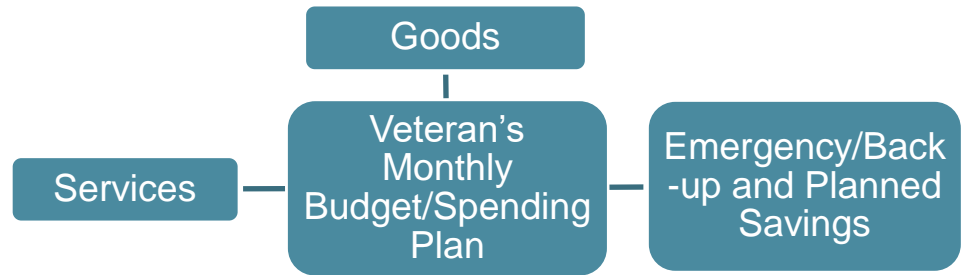 Goods
Services
Veteran’s
Monthly
Budget/Spending
Plan
Emergency/Back
-up and Planned
Savings